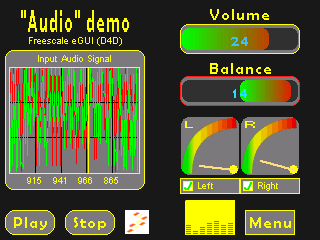 "Audio" demo
Freescale eGUI (D4D)
Input Audio Signal
915 941 966 865
Play
Stop
Volume
24
Balance
14
L
R
Left
Right
Menu